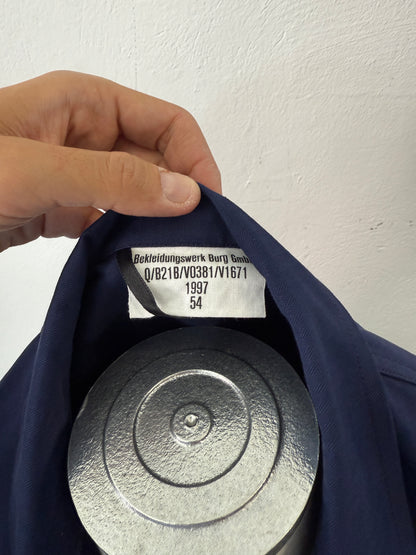 Bekleidungswerk Burg GmbH
Q/B21B/V0381/V1671
1997
54